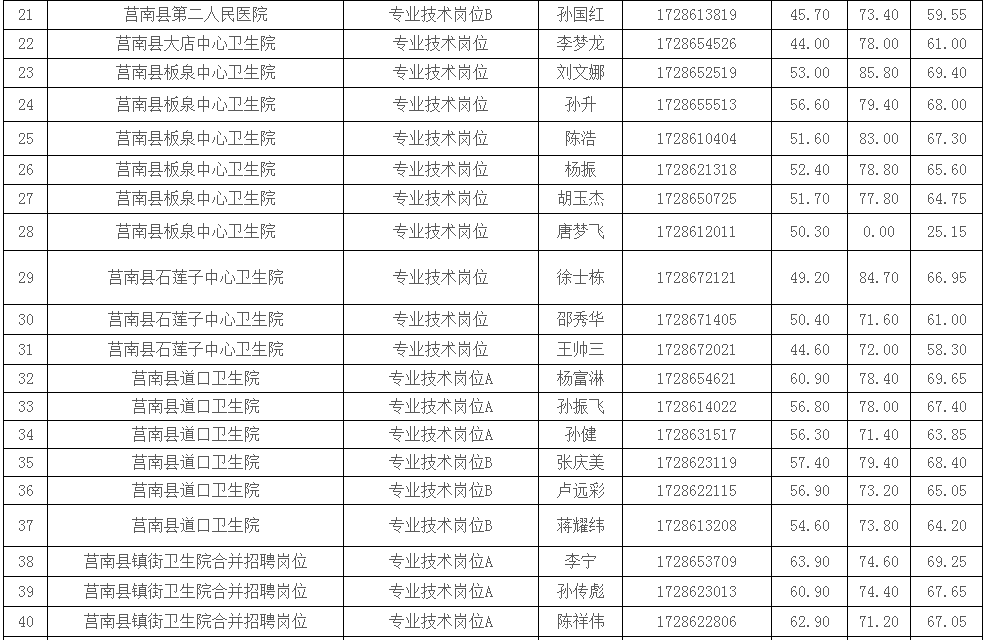 21 莒南县第二人民医院 专业技术岗位B 孙国红 1728613819 45.70 73.40 59.55
22 莒南县大店中心卫生院 专业技术岗位 李梦龙 1728654526 44.00 78.00 61.00
23 莒南县板泉中心卫生院 专业技术岗位 刘文娜 1728652519 53.00 85.80 69.40
24 莒南县板泉中心卫生院 专业技术岗位 孙升 1728655513 56.60 79.40 68.00
25 莒南县板泉中心卫生院 专业技术岗位 陈浩 1728610404 51.60 83.00 67.30
26 莒南县板泉中心卫生院 专业技术岗位 杨振 1728621318 52.40 78.80 65.60
27 莒南县板泉中心卫生院 专业技术岗位 胡玉杰 1728650725 51.70 77.80 64.75
28 莒南县板泉中心卫生院 专业技术岗位 唐梦飞 1728612011 50.30 0.00 25.15
29 莒南县石莲子中心卫生院 专业技术岗位 徐士栋 1728672121 49.20 84.70 66.95
30 莒南县石莲子中心卫生院 专业技术岗位 邵秀华 1728671405 50.40 71.60 61.00
31 莒南县石莲子中心卫生院 专业技术岗位 王帅三 1728672021 44.60 72.00 58.30
32 莒南县道口卫生院 专业技术岗位A 杨富淋 1728654621 60.90 78.40 69.65
33 莒南县道口卫生院 专业技术岗位A 孙振飞 1728614022 56.80 78.00 67.40
34 莒南县道口卫生院 专业技术岗位A 孙健 1728631517 56.30 71.40 63.85
35 莒南县道口卫生院 专业技术岗位B 张庆美 1728623119 57.40 79.40 68.40
36 莒南县道口卫生院 专业技术岗位B 卢远彩 1728622115 56.90 73.20 65.05
37 莒南县道口卫生院 专业技术岗位B 蒋耀纬 1728613208 54.60 73.80 64.20
38 莒南县镇街卫生院合并招聘岗位 专业技术岗位A 李宁 1728653709 63.90 74.60 69.25
39 莒南县镇街卫生院合并招聘岗位 专业技术岗位A 孙传彪 1728623013 60.90 74.40 67.65
40 莒南县镇街卫生院合并招聘岗位 专业技术岗位A 陈祥伟 1728622806 62.90 71.20 67.05